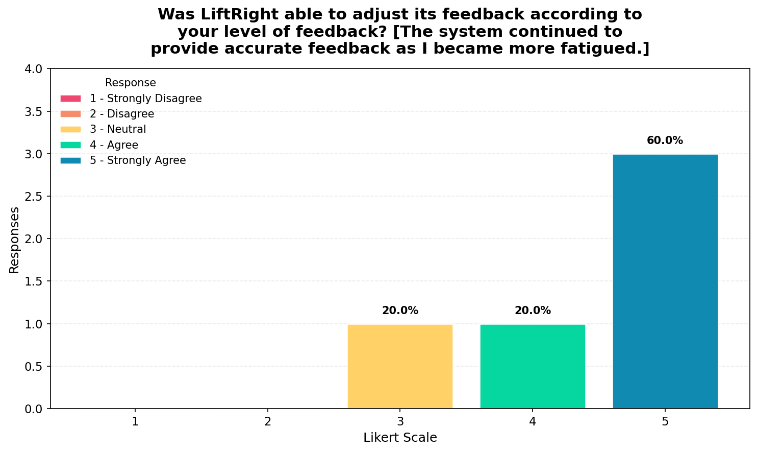 Was LiftRight able to adjust its feedback according to
your level of feedback? [The system continued to
provide accurate feedback as I became more fatigued.]
4.0
3.5
3.0
2.5
2.0
1.5
1.0
0.5
0.0
Responses
Response
1 - Strongly Disagree
2 - Disagree
3 - Neutral
4 - Agree
5 - Strongly Agree
20.0%
20.0%
60.0%
1
2
3
4
5
Likert Scale